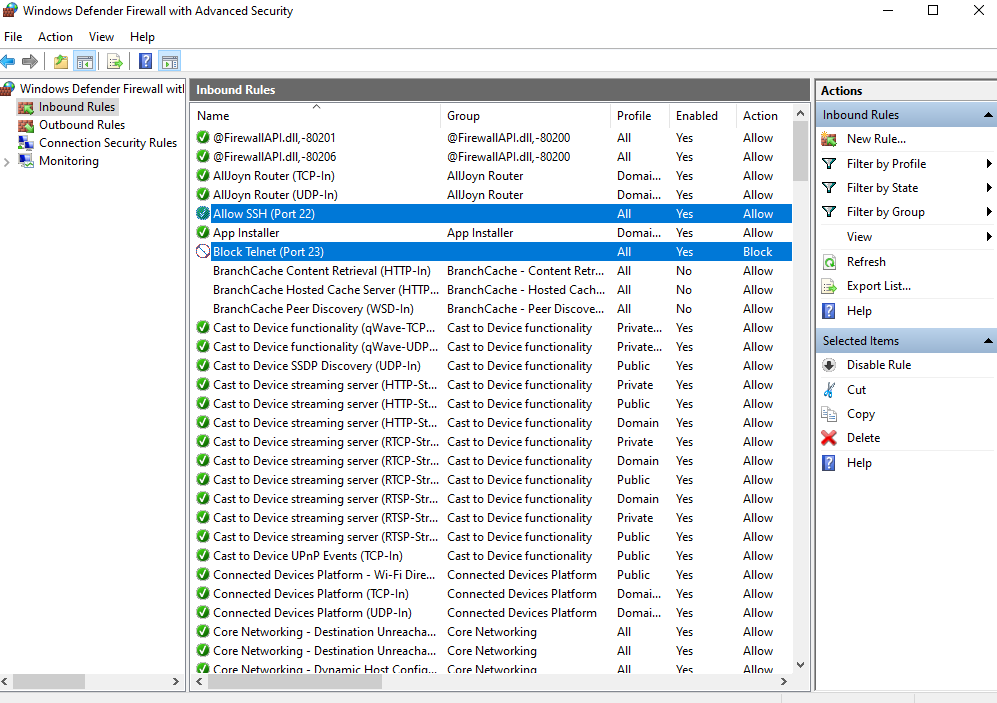 Windows Defender Firewall with Advanced Security
File Action View Help
Windows Defender Firewall with
Inbound Rules
Outbound Rules
Connection Security Rules
Monitoring
Inbound Rules
Name Group Profile Enabled Action
@FirewallAPI.dll,-80201 @FirewallAPI.dll,-80200 All Yes Allow
@FirewallAPI.dll,-80206 @FirewallAPI.dll,-80200 All Yes Allow
AllJoyn Router (TCP-In) AllJoyn Router Domai... Yes Allow
AllJoyn Router (UDP-In) AllJoyn Router Domai... Yes Allow
Allow SSH (Port 22) All Yes Allow
App Installer App Installer Domai... Yes Allow
Block Telnet (Port 23) All Yes Block
BranchCache Content Retrieval (HTTP-In) BranchCache - Content Retr... All No Allow
BranchCache Hosted Cache Server (HTTP... BranchCache - Hosted Cach... All No Allow
BranchCache Peer Discovery (WSD-In) BranchCache - Peer Discove... All No Allow
Cast to Device functionality (qWave-TCP... Cast to Device functionality Private... Yes Allow
Cast to Device functionality (qWave-UDP... Cast to Device functionality Private... Yes Allow
Cast to Device SSDP Discovery (UDP-In) Cast to Device functionality Public Yes Allow
Cast to Device streaming server (HTTP-St... Cast to Device functionality Private Yes Allow
Cast to Device streaming server (HTTP-St... Cast to Device functionality Public Yes Allow
Cast to Device streaming server (HTTP-St... Cast to Device functionality Domain Yes Allow
Cast to Device streaming server (RTCP-Str... Cast to Device functionality Private Yes Allow
Cast to Device streaming server (RTCP-Str... Cast to Device functionality Domain Yes Allow
Cast to Device streaming server (RTCP-Str... Cast to Device functionality Public Yes Allow
Cast to Device streaming server (RTSP-Str... Cast to Device functionality Domain Yes Allow
Cast to Device streaming server (RTSP-Str... Cast to Device functionality Private Yes Allow
Cast to Device streaming server (RTSP-Str... Cast to Device functionality Public Yes Allow
Cast to Device UPnP Events (TCP-In) Cast to Device functionality Public Yes Allow
Connected Devices Platform - Wi-Fi Dire... Connected Devices Platform Public Yes Allow
Connected Devices Platform (TCP-In) Connected Devices Platform Domai... Yes Allow
Connected Devices Platform (UDP-In) Connected Devices Platform Domai... Yes Allow
Core Networking - Destination Unreacha... Core Networking All Yes Allow
Core Networking - Destination Unreacha... Core Networking All Yes Allow
Core Networking - Dynamic Host Config... Core Networking All Yes Allow
Actions
Inbound Rules
New Rule...
Filter by Profile
Filter by State
Filter by Group
View
Refresh
Export List...
Help
Selected Items
Disable Rule
Cut
Copy
Delete
Help